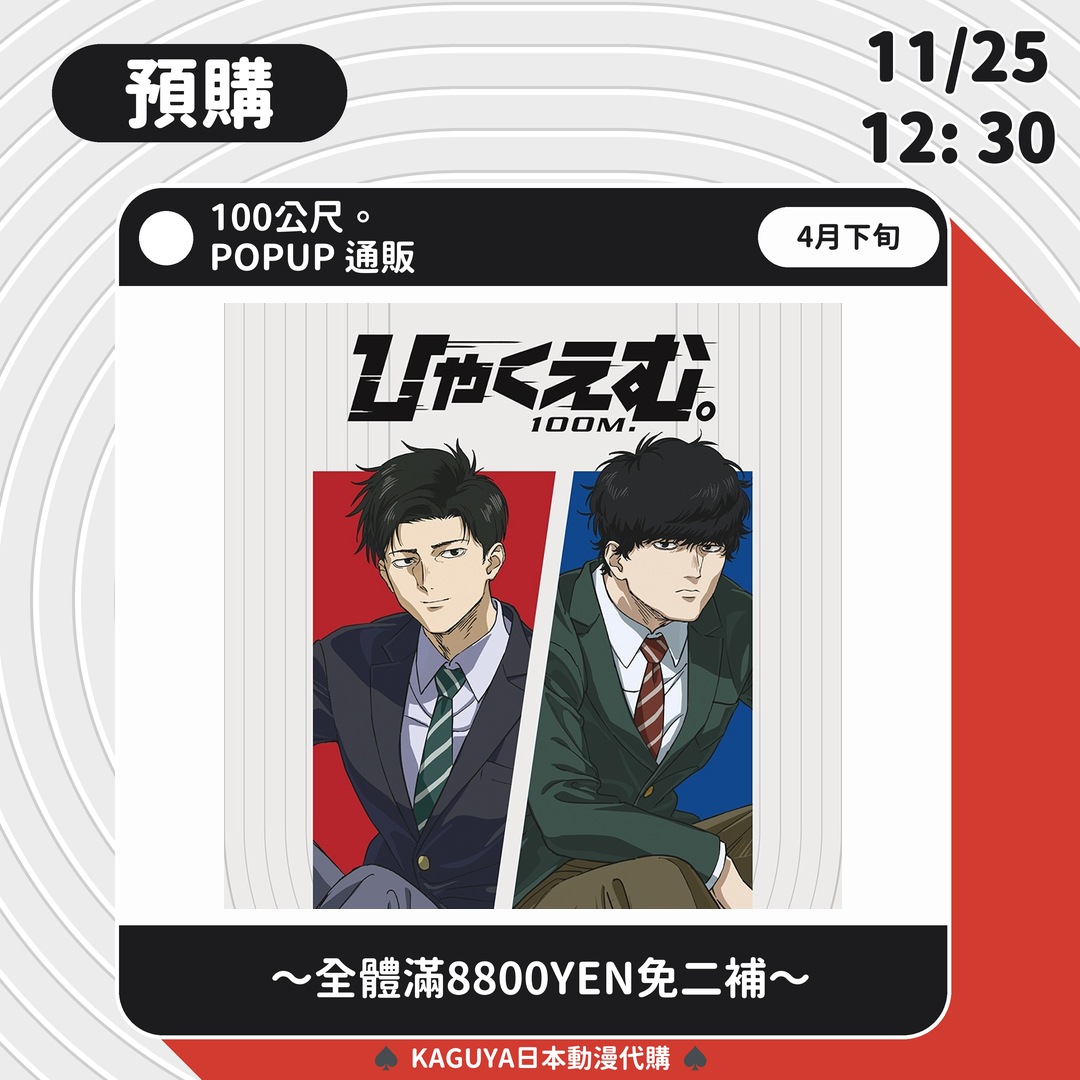 預購
11/25
12: 30
100公尺。
POPUP 通販
4月下旬
ひゃくえむ。
100M.
～全體滿8800YEN免二補～
♠ KAGUYA日本動漫代購 ♠